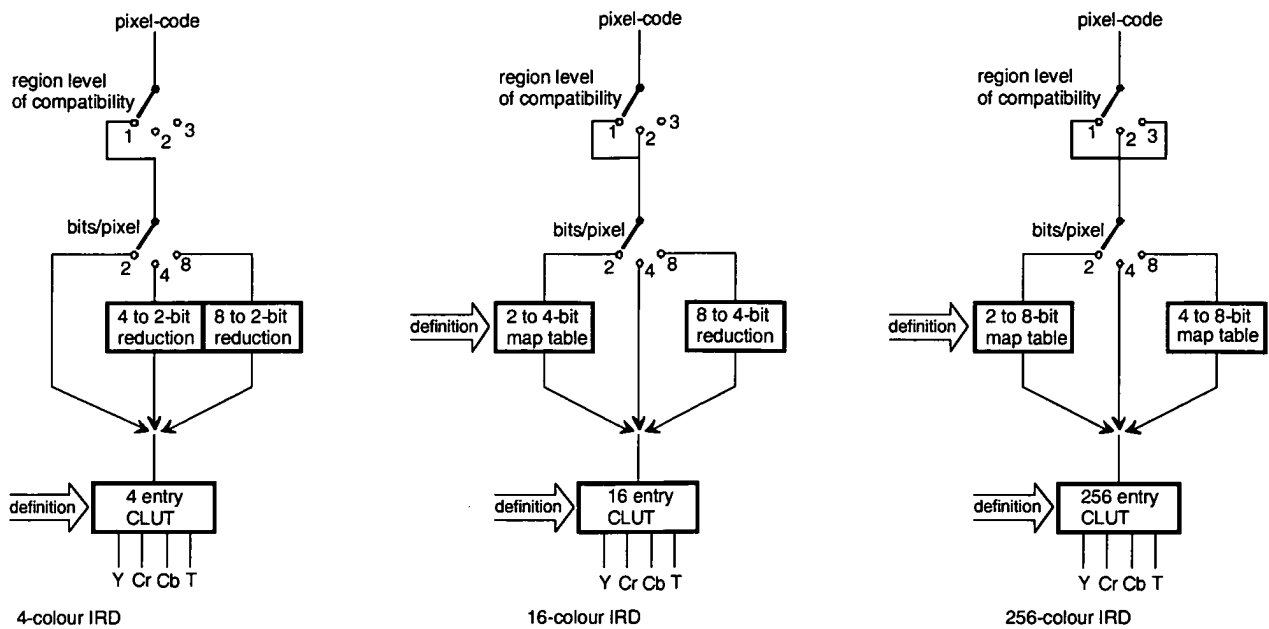 pixel-code
region level
of compatibility
1
2
3
bits/pixel
2
4
8
4 to 2-bit
reduction
8 to 2-bit
reduction
definition
4 entry
CLUT
Y Cr Cb T
4-colour IRD
pixel-code
region level
of compatibility
1
2
3
bits/pixel
2
4
8
definition
2 to 4-bit
map table
8 to 4-bit
reduction
definition
16 entry
CLUT
Y Cr Cb T
16-colour IRD
pixel-code
region level
of compatibility
1
2
3
bits/pixel
2
4
8
definition
2 to 8-bit
map table
4 to 8-bit
map table
definition
256 entry
CLUT
Y Cr Cb T
256-colour IRD